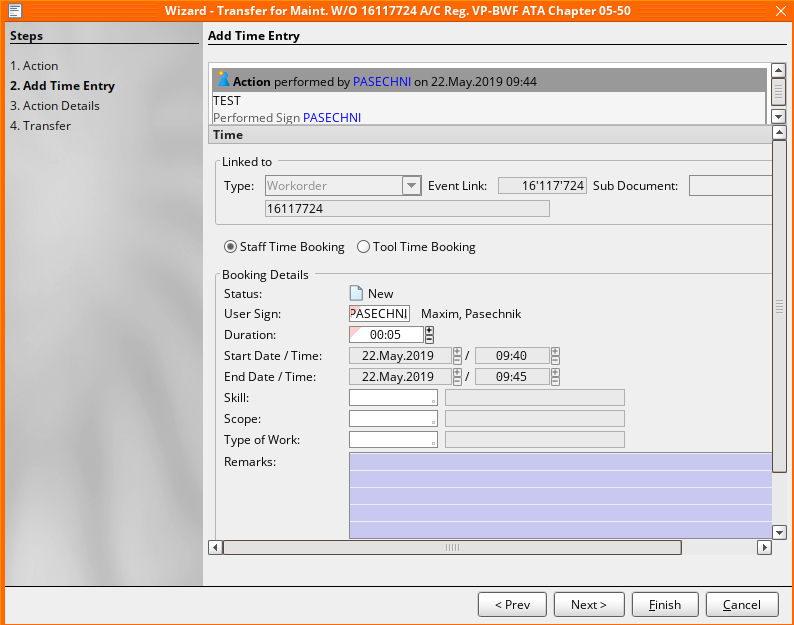 Wizard - Transfer for Maint. W/O 16117724 A/C Reg. VP-BWF ATA Chapter 05-50
Steps
1. Action
2. Add Time Entry
3. Action Details
4. Transfer
Add Time Entry
Action performed by PASECHNI on 22.May.2019 09:44
TEST
Performed Sign PASECHNI
Time
Linked to
Type: Workorder Event Link: 16'117'724 Sub Document:
16117724
Staff Time Booking Tool Time Booking
Booking Details
Status: New
User Sign: PASECHNI Maxim, Pasechnik
Duration: 00:05
Start Date / Time: 22.May.2019 / 09:40
End Date / Time: 22.May.2019 / 09:45
Skill:
Scope:
Type of Work:
Remarks:
< Prev Next > Finish Cancel